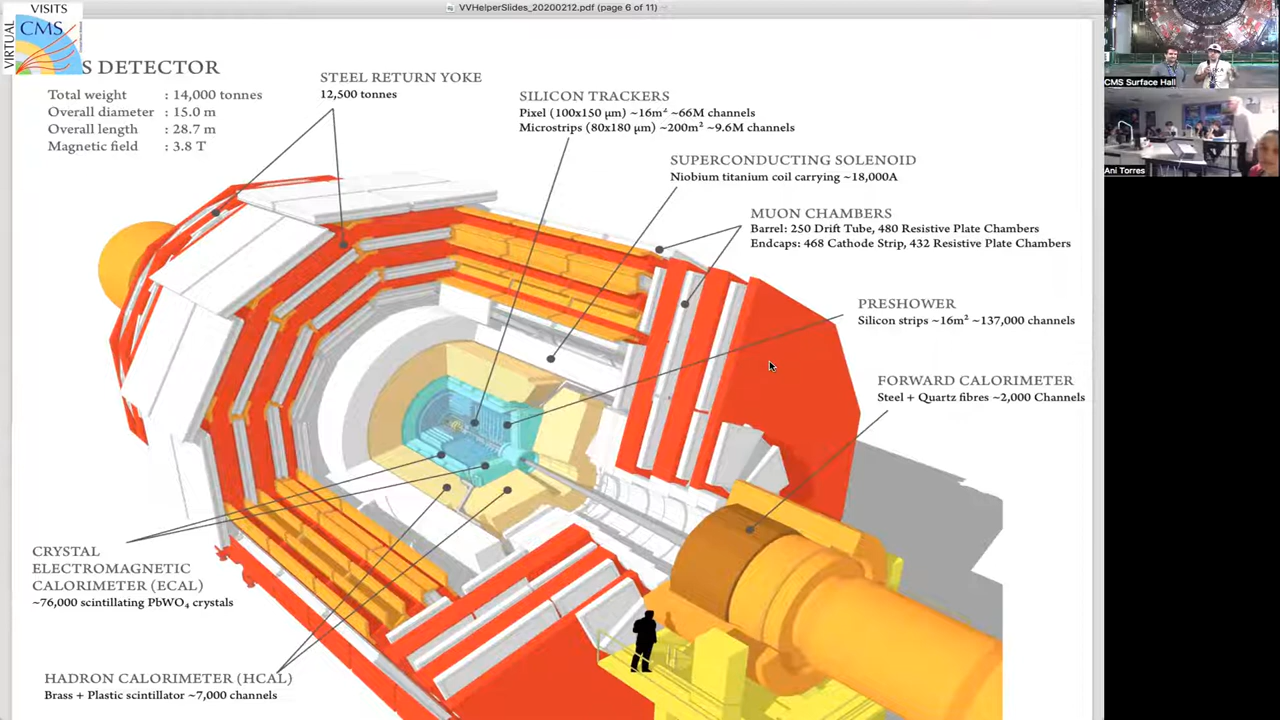 VVHelperSlides_20200212.pdf (page 6 of 11)
VISITS
VIRTUAL
CMS
S DETECTOR
Total weight : 14,000 tonnes
Overall diameter : 15.0 m
Overall length : 28.7 m
Magnetic field : 3.8 T
STEEL RETURN YOKE
12,500 tonnes
SILICON TRACKERS
Pixel (100x150 μm) ~16m² ~66M channels
Microstrips (80x180 μm) ~200m² ~9.6M channels
SUPERCONDUCTING SOLENOID
Niobium titanium coil carrying ~18,000A
MUON CHAMBERS
Barrel: 250 Drift Tube, 480 Resistive Plate Chambers
Endcaps: 468 Cathode Strip, 432 Resistive Plate Chambers
PRESHOWER
Silicon strips ~16m² ~137,000 channels
FORWARD CALORIMETER
Steel + Quartz fibres ~2,000 Channels
CRYSTAL
ELECTROMAGNETIC
CALORIMETER (ECAL)
~76,000 scintillating PbWO₄ crystals
HADRON CALORIMETER (HCAL)
Brass + Plastic scintillator ~7,000 channels
CMS Surface Hall
Ani Torres